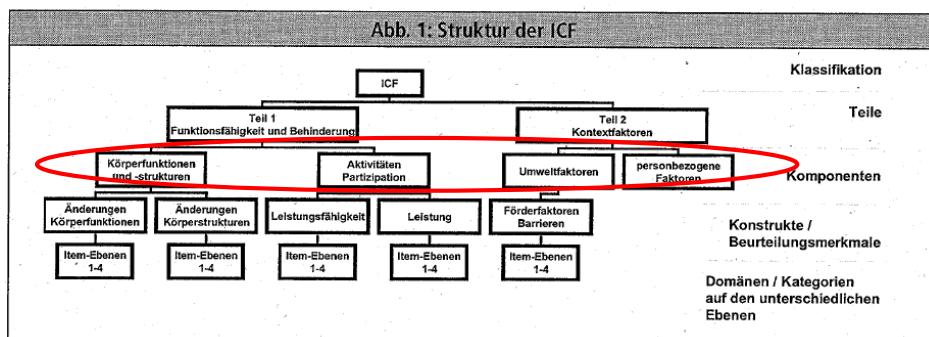 Abb. 1: Struktur der ICF
Klassifikation
ICF
Teile
Teil 1
Funktionsfähigkeit und Behinderung
Teil 2
Kontextfaktoren
Komponenten
Körperfunktionen
und -strukturen
Aktivitäten
Partizipation
Umweltfaktoren
personbezogene
Faktoren
Konstrukte /
Beurteilungsmerkmale
Änderungen
Körperfunktionen
Änderungen
Körperstrukturen
Leistungsfähigkeit
Leistung
Förderfaktoren
Barrieren
Domänen / Kategorien
auf den unterschiedlichen
Ebenen
Item-Ebenen
1-4
Item-Ebenen
1-4
Item-Ebenen
1-4
Item-Ebenen
1-4
Item-Ebenen
1-4